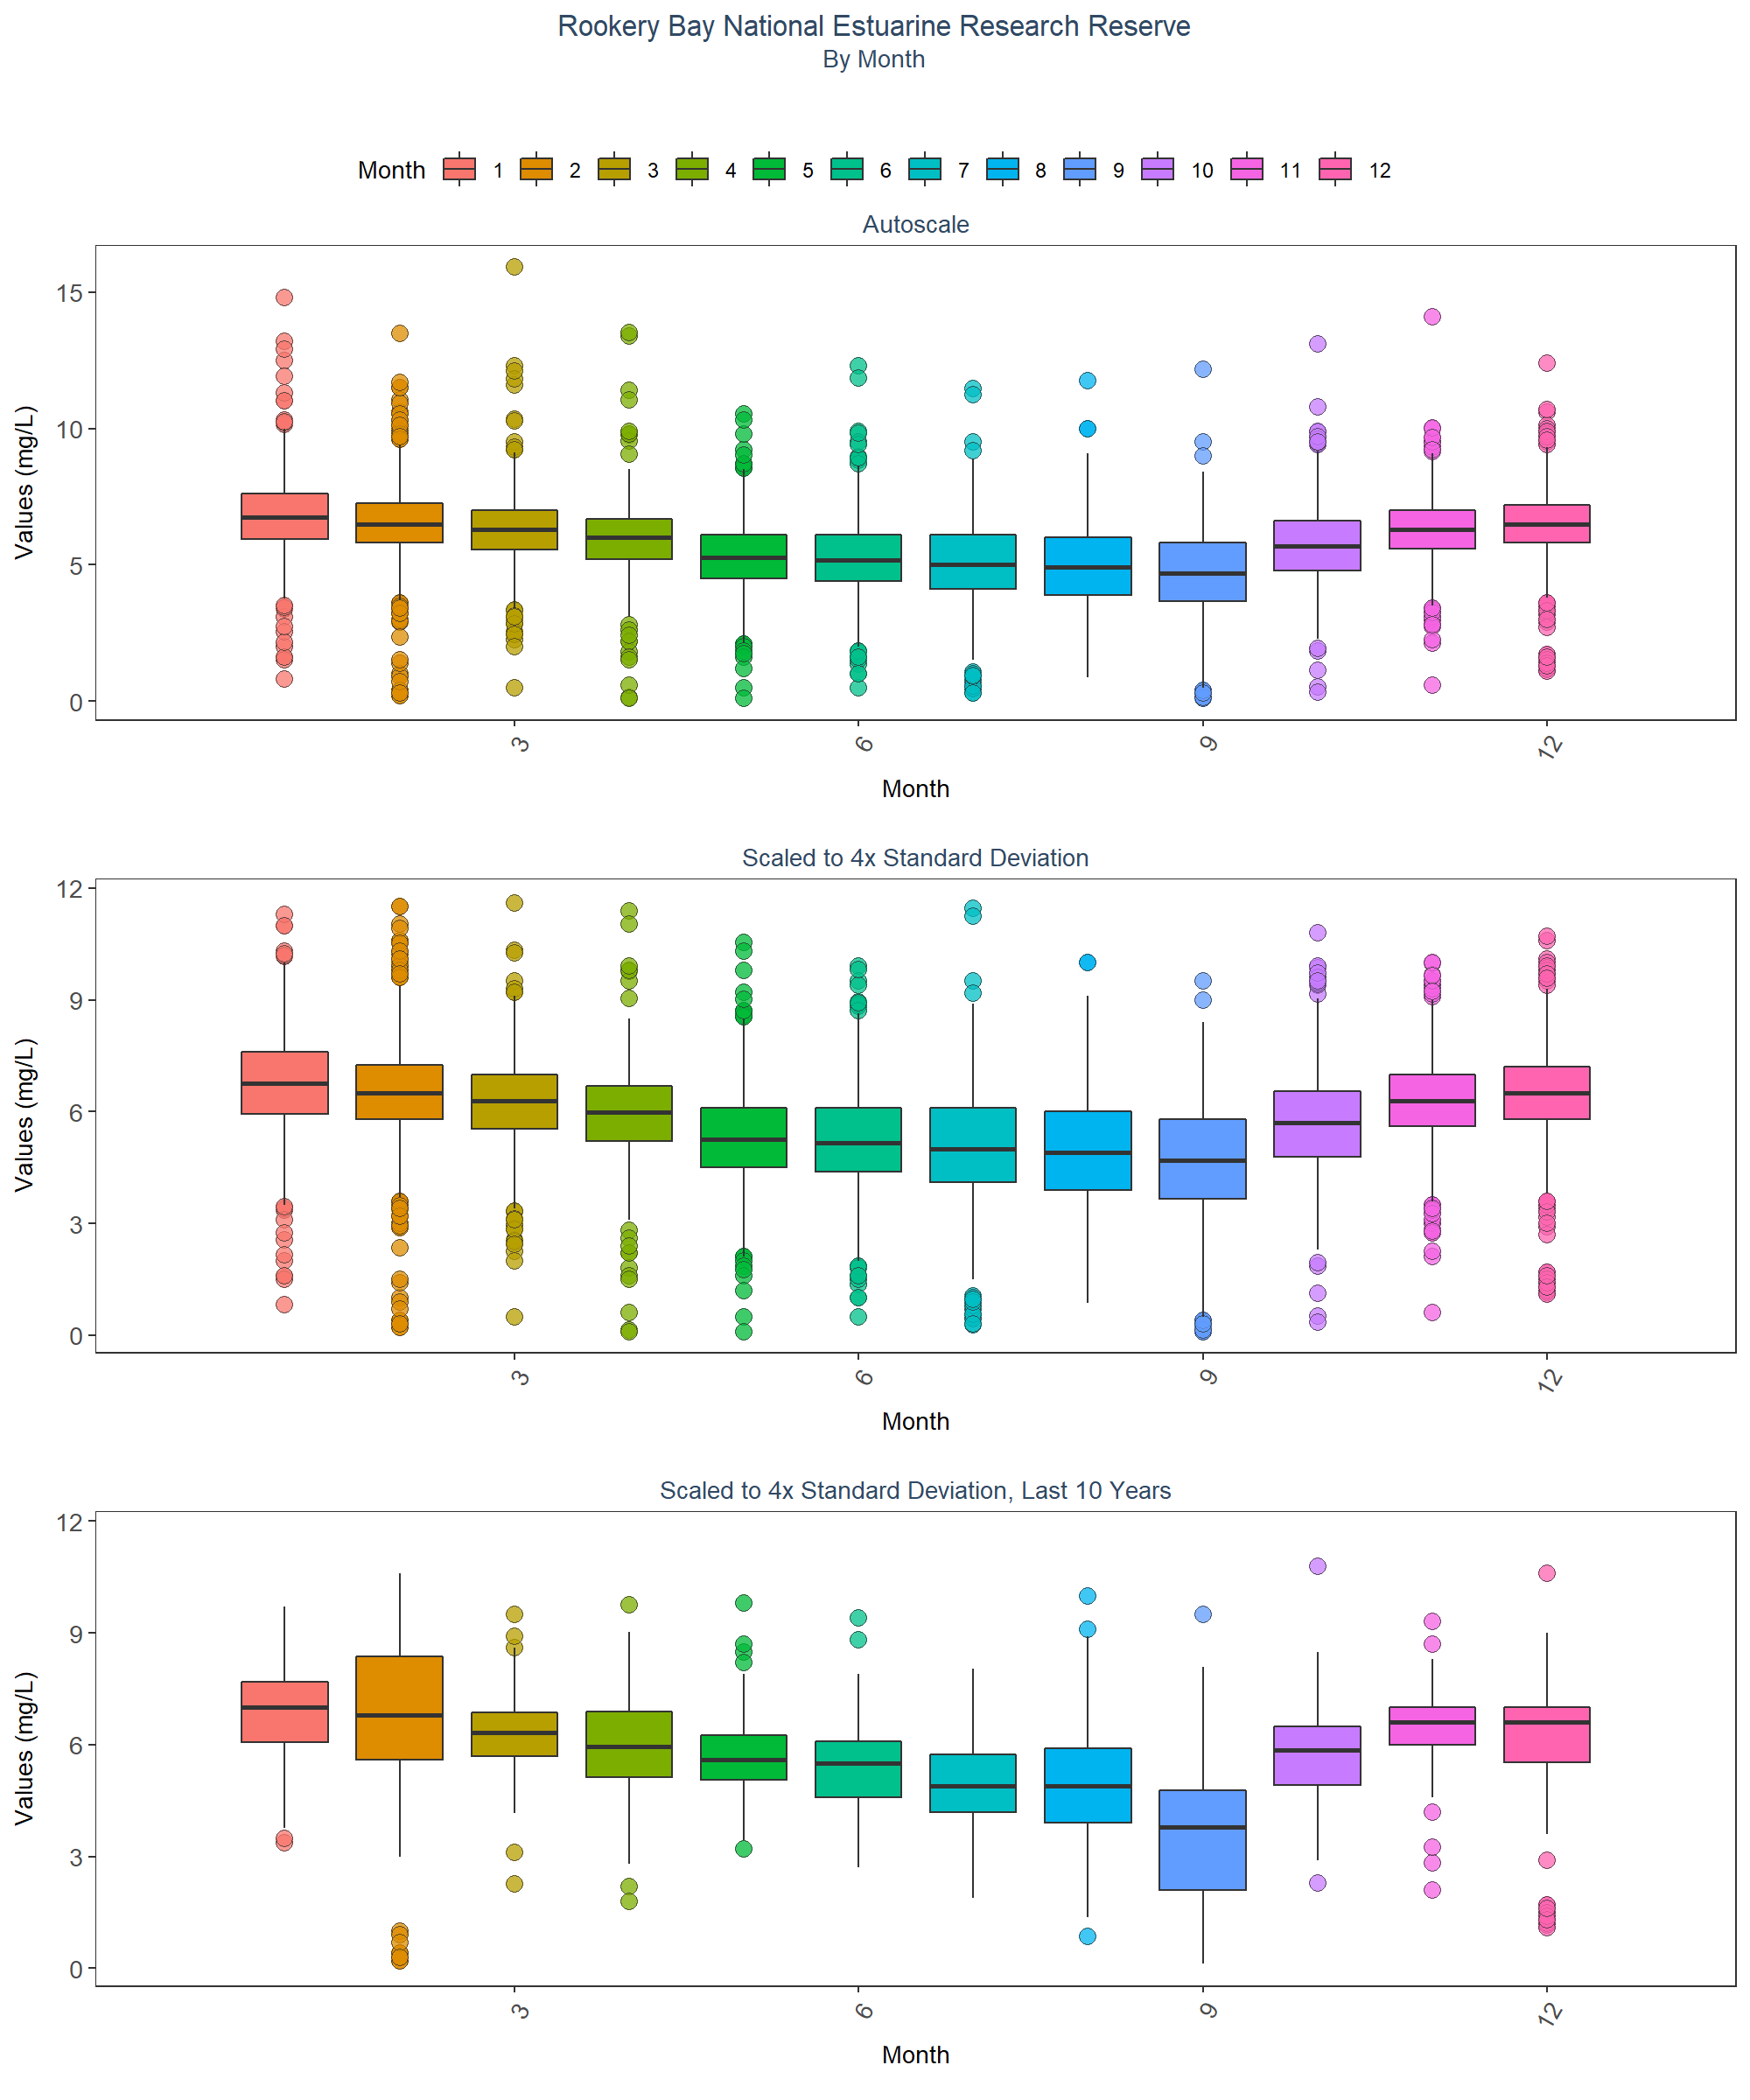 Rookery Bay National Estuarine Research Reserve
By Month
Month 1 2 3 4 5 6 7 8 9 10 11 12
Autoscale
Values (mg/L)
15
10
5
0
3 6 9 12
Month
Scaled to 4x Standard Deviation
Values (mg/L)
12
9
6
3
0
3 6 9 12
Month
Scaled to 4x Standard Deviation, Last 10 Years
Values (mg/L)
12
9
6
3
0
3 6 9 12
Month